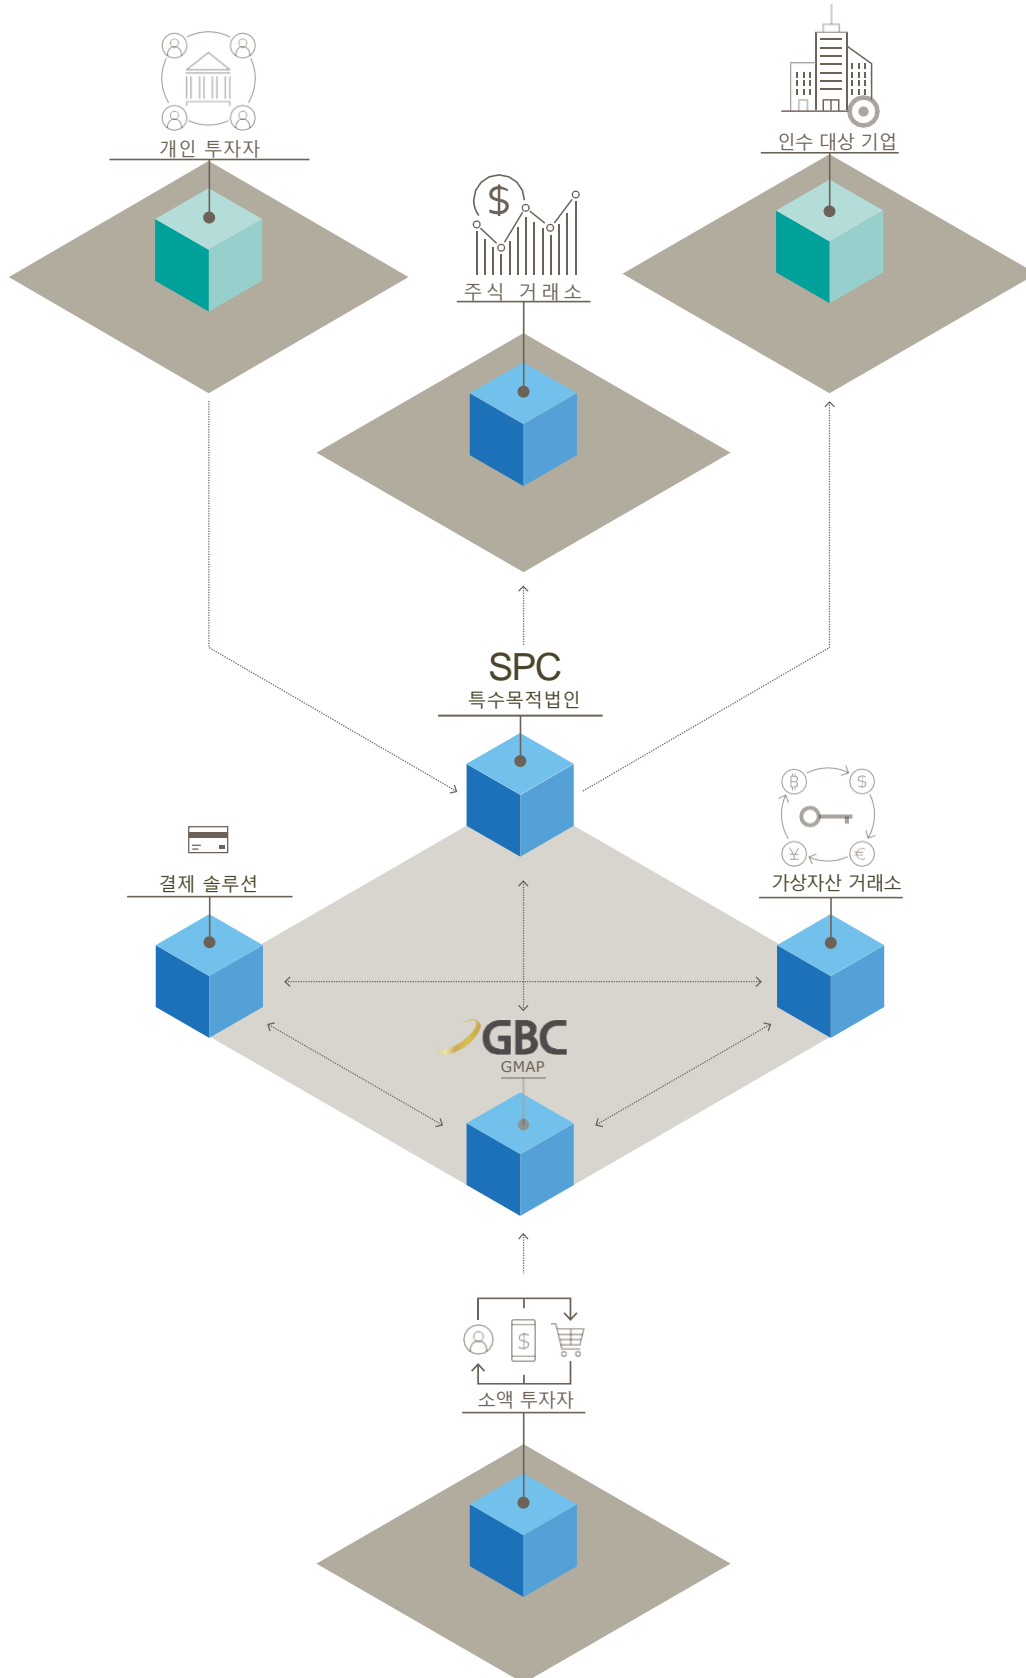 개인 투자자
인수 대상 기업
$
주식 거래소
SPC
특수목적법인
₿ $
¥ €
결제 솔루션
가상자산 거래소
GBC
GMAP
$
소액 투자자